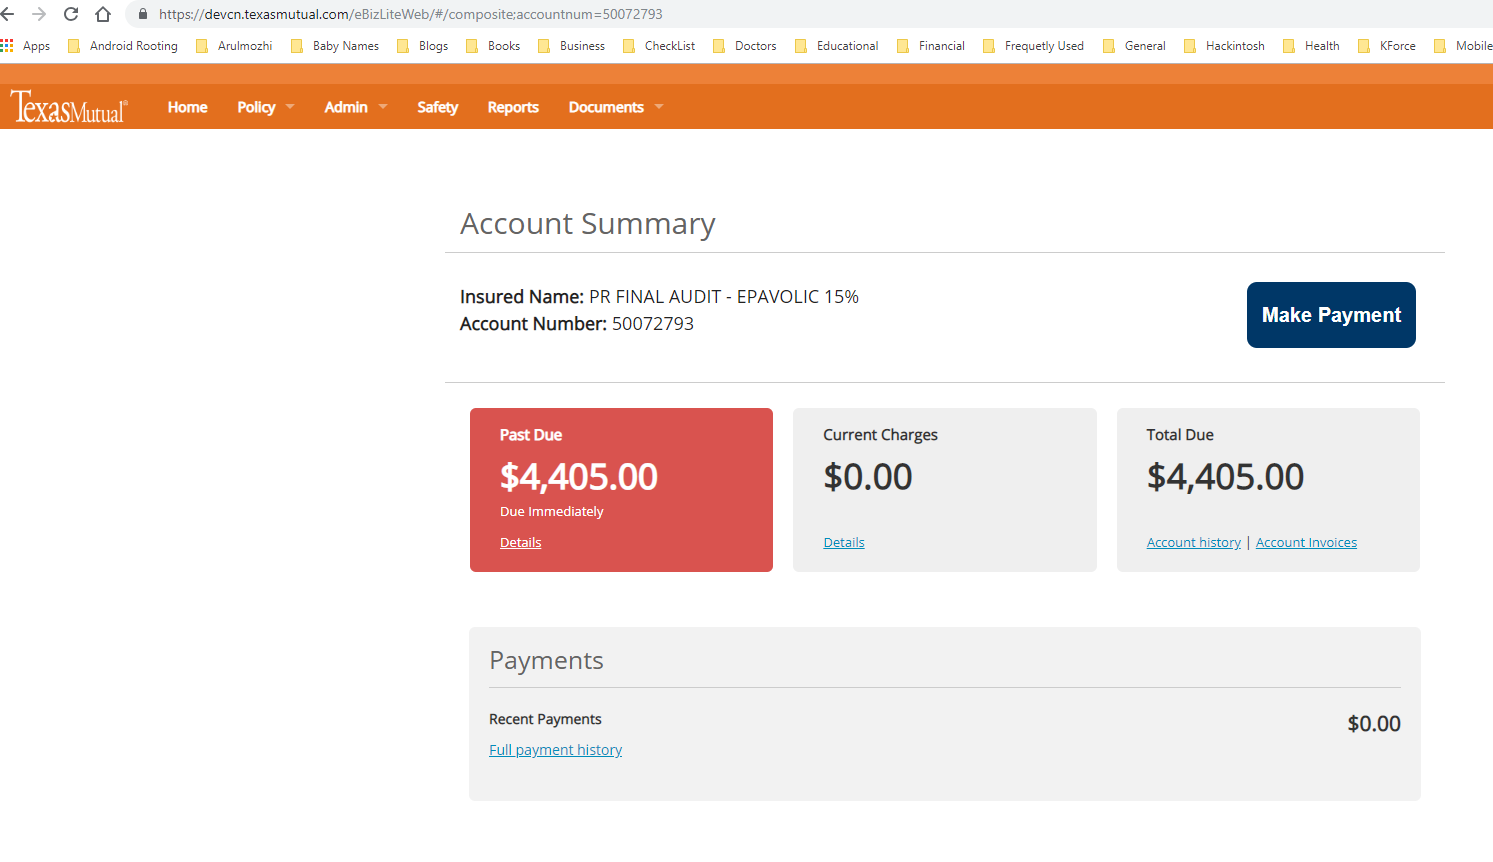 https://devcn.texasmutual.com/eBizLiteWeb/#/composite;accountnum=50072793
Apps Android Rooting Arulmozhi Baby Names Blogs Books Business CheckList Doctors Educational Financial Frequetly Used General Hackintosh Health KForce Mobile
TexasMutual® Home Policy Admin Safety Reports Documents
Account Summary
Insured Name: PR FINAL AUDIT - EPAVOLIC 15%
Account Number: 50072793
Make Payment
Past Due
$4,405.00
Due Immediately
Details
Current Charges
$0.00
Details
Total Due
$4,405.00
Account history | Account Invoices
Payments
Recent Payments $0.00
Full payment history